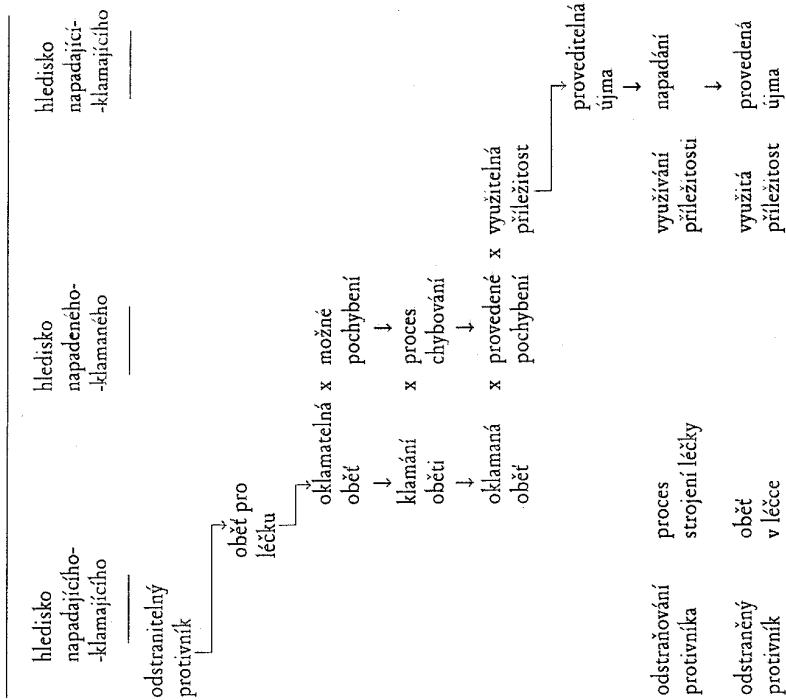 hledisko
napadajícího-
-klamajícího
hledisko
napadeného-
-klamaného
hledisko
napadající-
-klamajícího
odstranitelný
protivník
oběť pro
léčku
oklamatelná x možné
oběť pochybení
↓ ↓
klamání x proces
oběti chybování
↓ ↓
oklamaná x provedené x využitelná
oběť pochybení příležitost
proveditelná
újma
↓
odstraňování proces využívání napadání
protivníka strojení léčky příležitosti
↓
odstraněný oběť využitá provedená
protivník v léčce příležitost újma